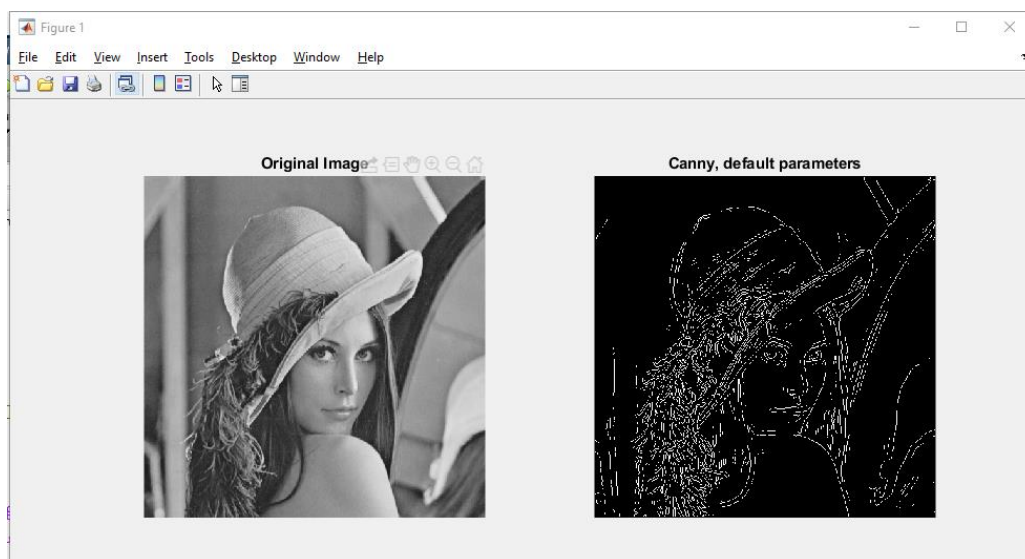 Figure 1
File Edit View Insert Tools Desktop Window Help
Original Image
Canny, default parameters